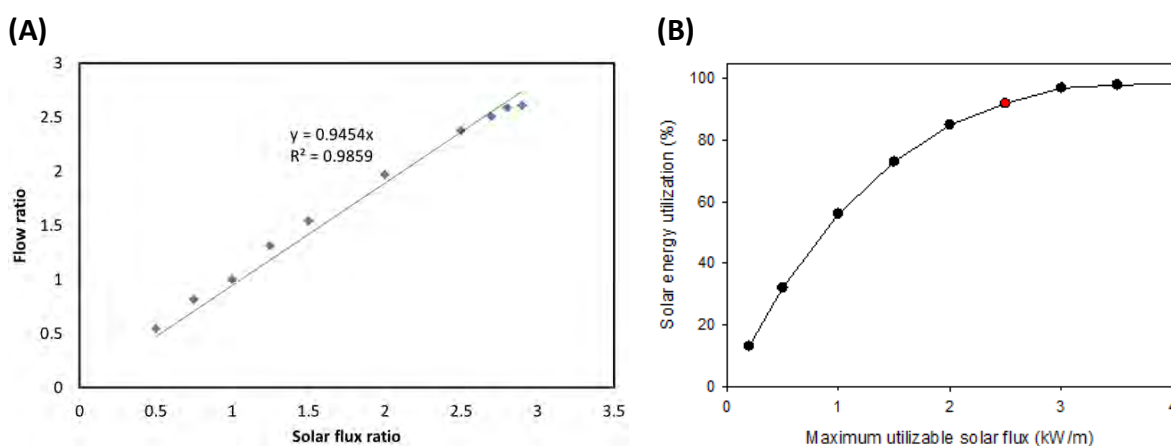 (A)
3
2.5
2
1.5
1
0.5
0
Flow ratio
y = 0.9454x
R² = 0.9859
0 0.5 1 1.5 2 2.5 3 3.5
Solar flux ratio
(B)
100
80
60
40
20
0
Solar energy utilization (%)
0 1 2 3 4
Maximum utilizable solar flux (kW/m)